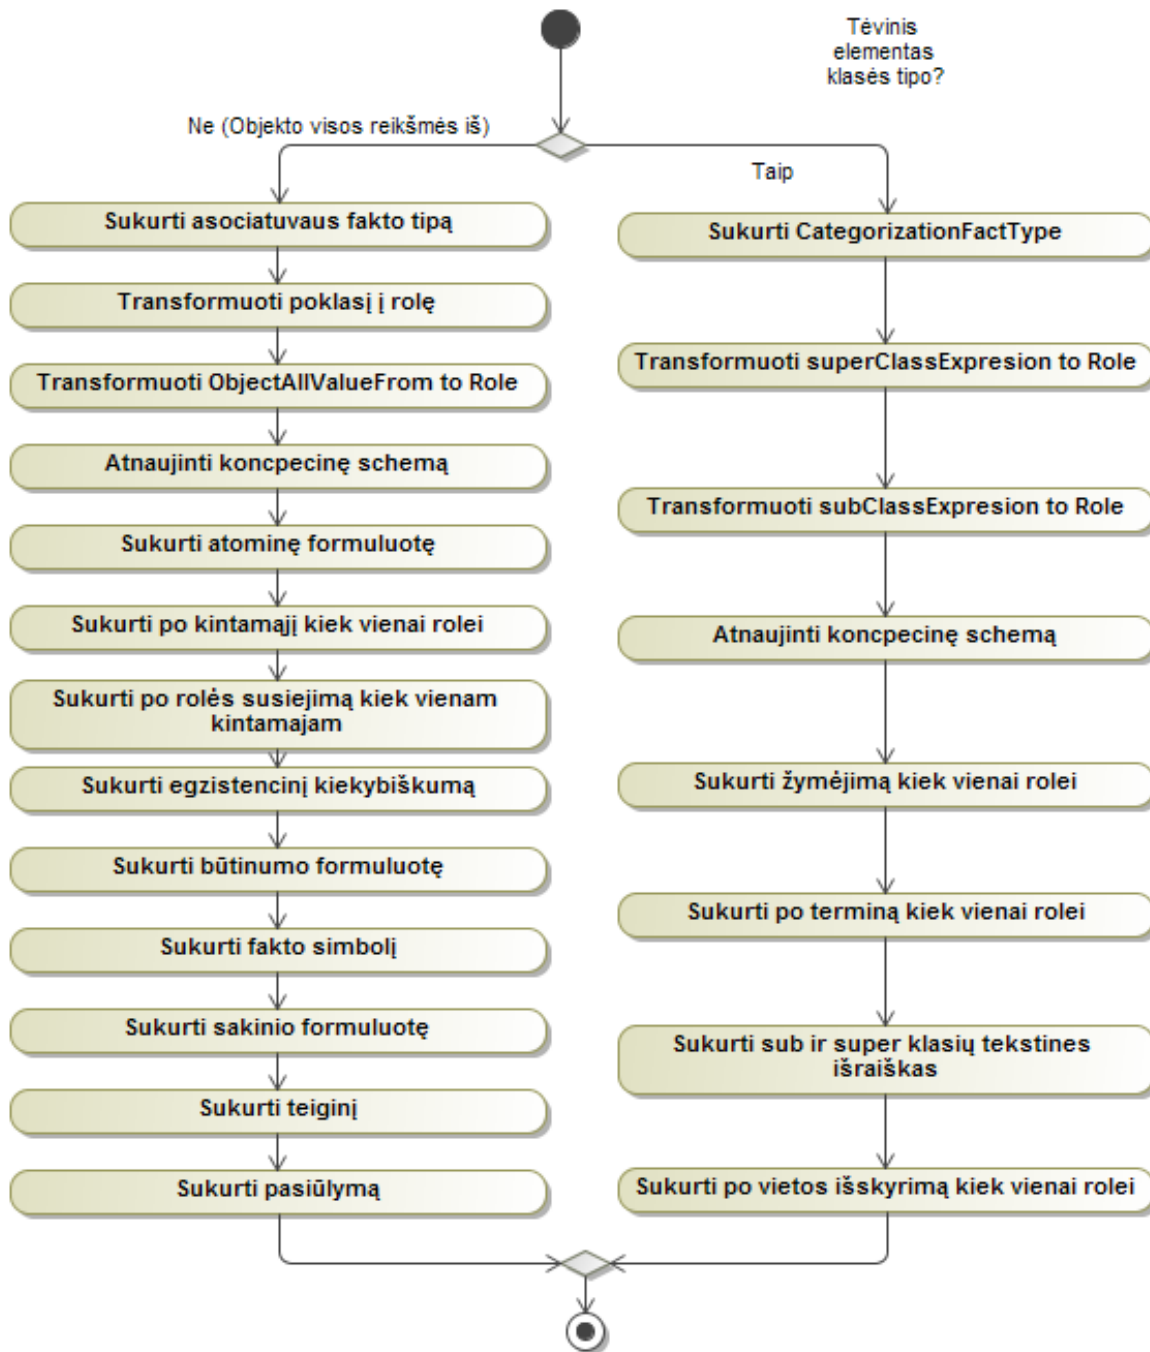 Tėvinis
elementas
klasės tipo?
Ne (Objekto visos reikšmės iš)
Taip
Sukurti asociatuvaus fakto tipą
Transformuoti poklasį į rolę
Transformuoti ObjectAllValueFrom to Role
Atnaujinti koncpecinę schemą
Sukurti atominę formuluotę
Sukurti po kintamąjį kiek vienai rolei
Sukurti po rolės susiejimą kiek vienam
kintamajam
Sukurti egzistencinį kiekybiškumą
Sukurti būtinumo formuluotę
Sukurti fakto simbolį
Sukurti sakinio formuluotę
Sukurti teiginį
Sukurti pasiūlymą
Sukurti CategorizationFactType
Transformuoti superClassExpresion to Role
Transformuoti subClassExpresion to Role
Atnaujinti koncpecinę schemą
Sukurti žymėjimą kiek vienai rolei
Sukurti po terminą kiek vienai rolei
Sukurti sub ir super klasių tekstines
išraiškas
Sukurti po vietos išskyrimą kiek vienai rolei